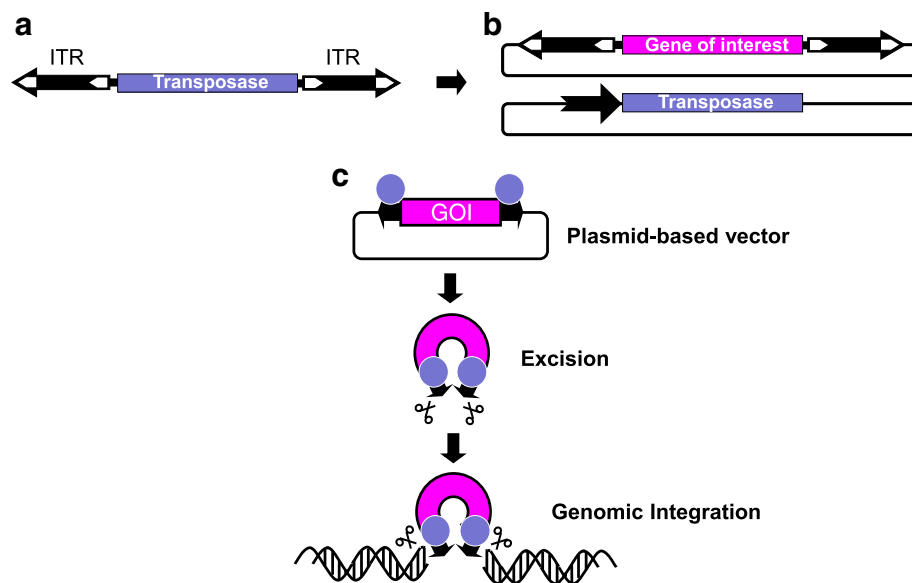 a
ITR
ITR
Transposase
b
Gene of interest
Transposase
c
GOI
Plasmid-based vector
Excision
Genomic Integration